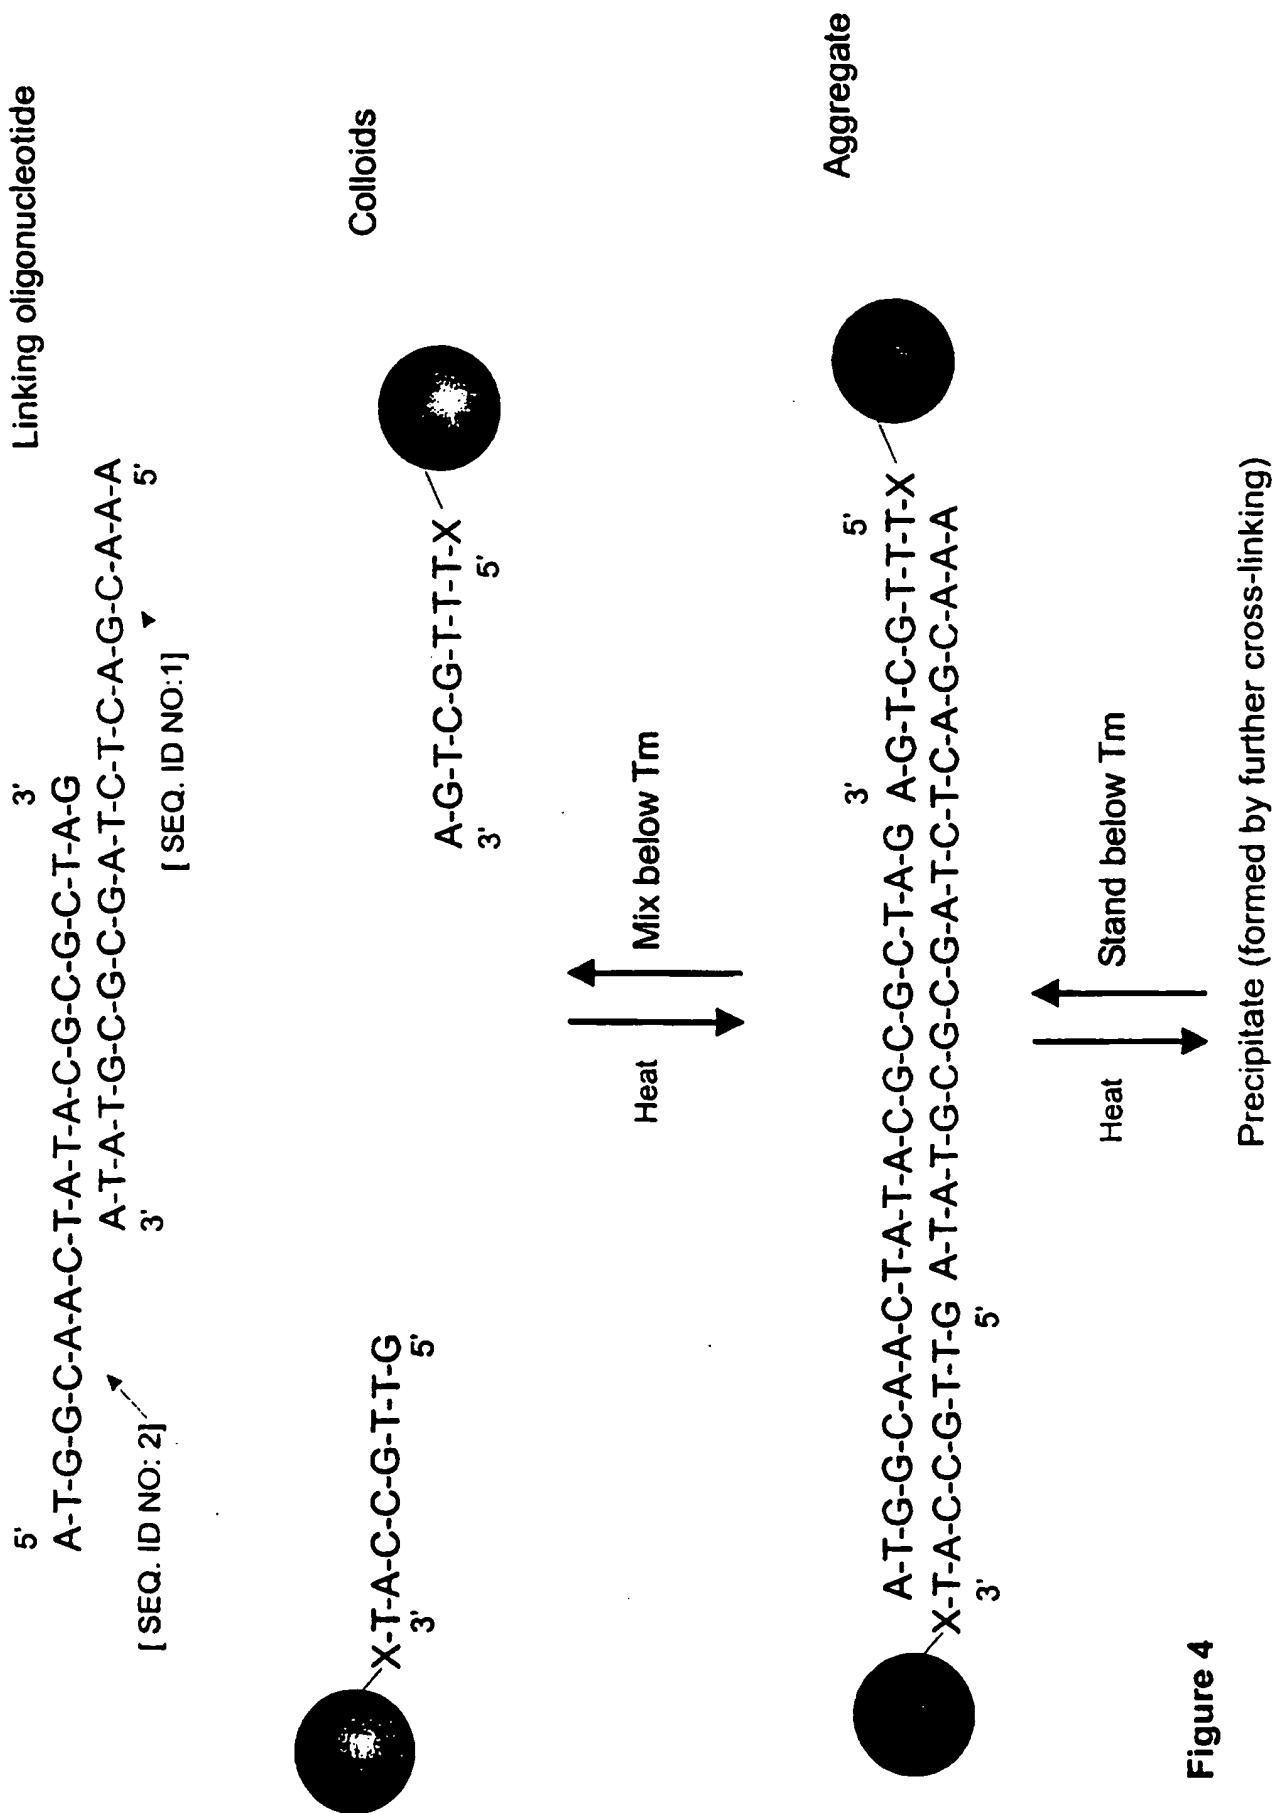 Linking oligonucleotide
5' 3'
A-T-G-G-C-A-A-C-T-A-T-A-C-G-C-G-C-T-A-G
A-T-A-T-G-C-G-C-G-A-T-C-T-C-A-G-C-A-A-A
3' 5'
[SEQ. ID NO: 2]
[SEQ. ID NO:1]
Colloids
X-T-A-C-C-G-T-T-G
3' 5'
A-G-T-C-G-T-T-T-X
3' 5'
Heat Mix below Tm
Aggregate
3' 5'
A-T-G-G-C-A-A-C-T-A-T-A-C-G-C-G-C-T-A-G A-G-T-C-G-T-T-T-X
X-T-A-C-C-G-T-T-G A-T-A-T-G-C-G-C-G-A-T-C-T-C-A-G-C-A-A-A
3' 5'
Heat Stand below Tm
Precipitate (formed by further cross-linking)
Figure 4